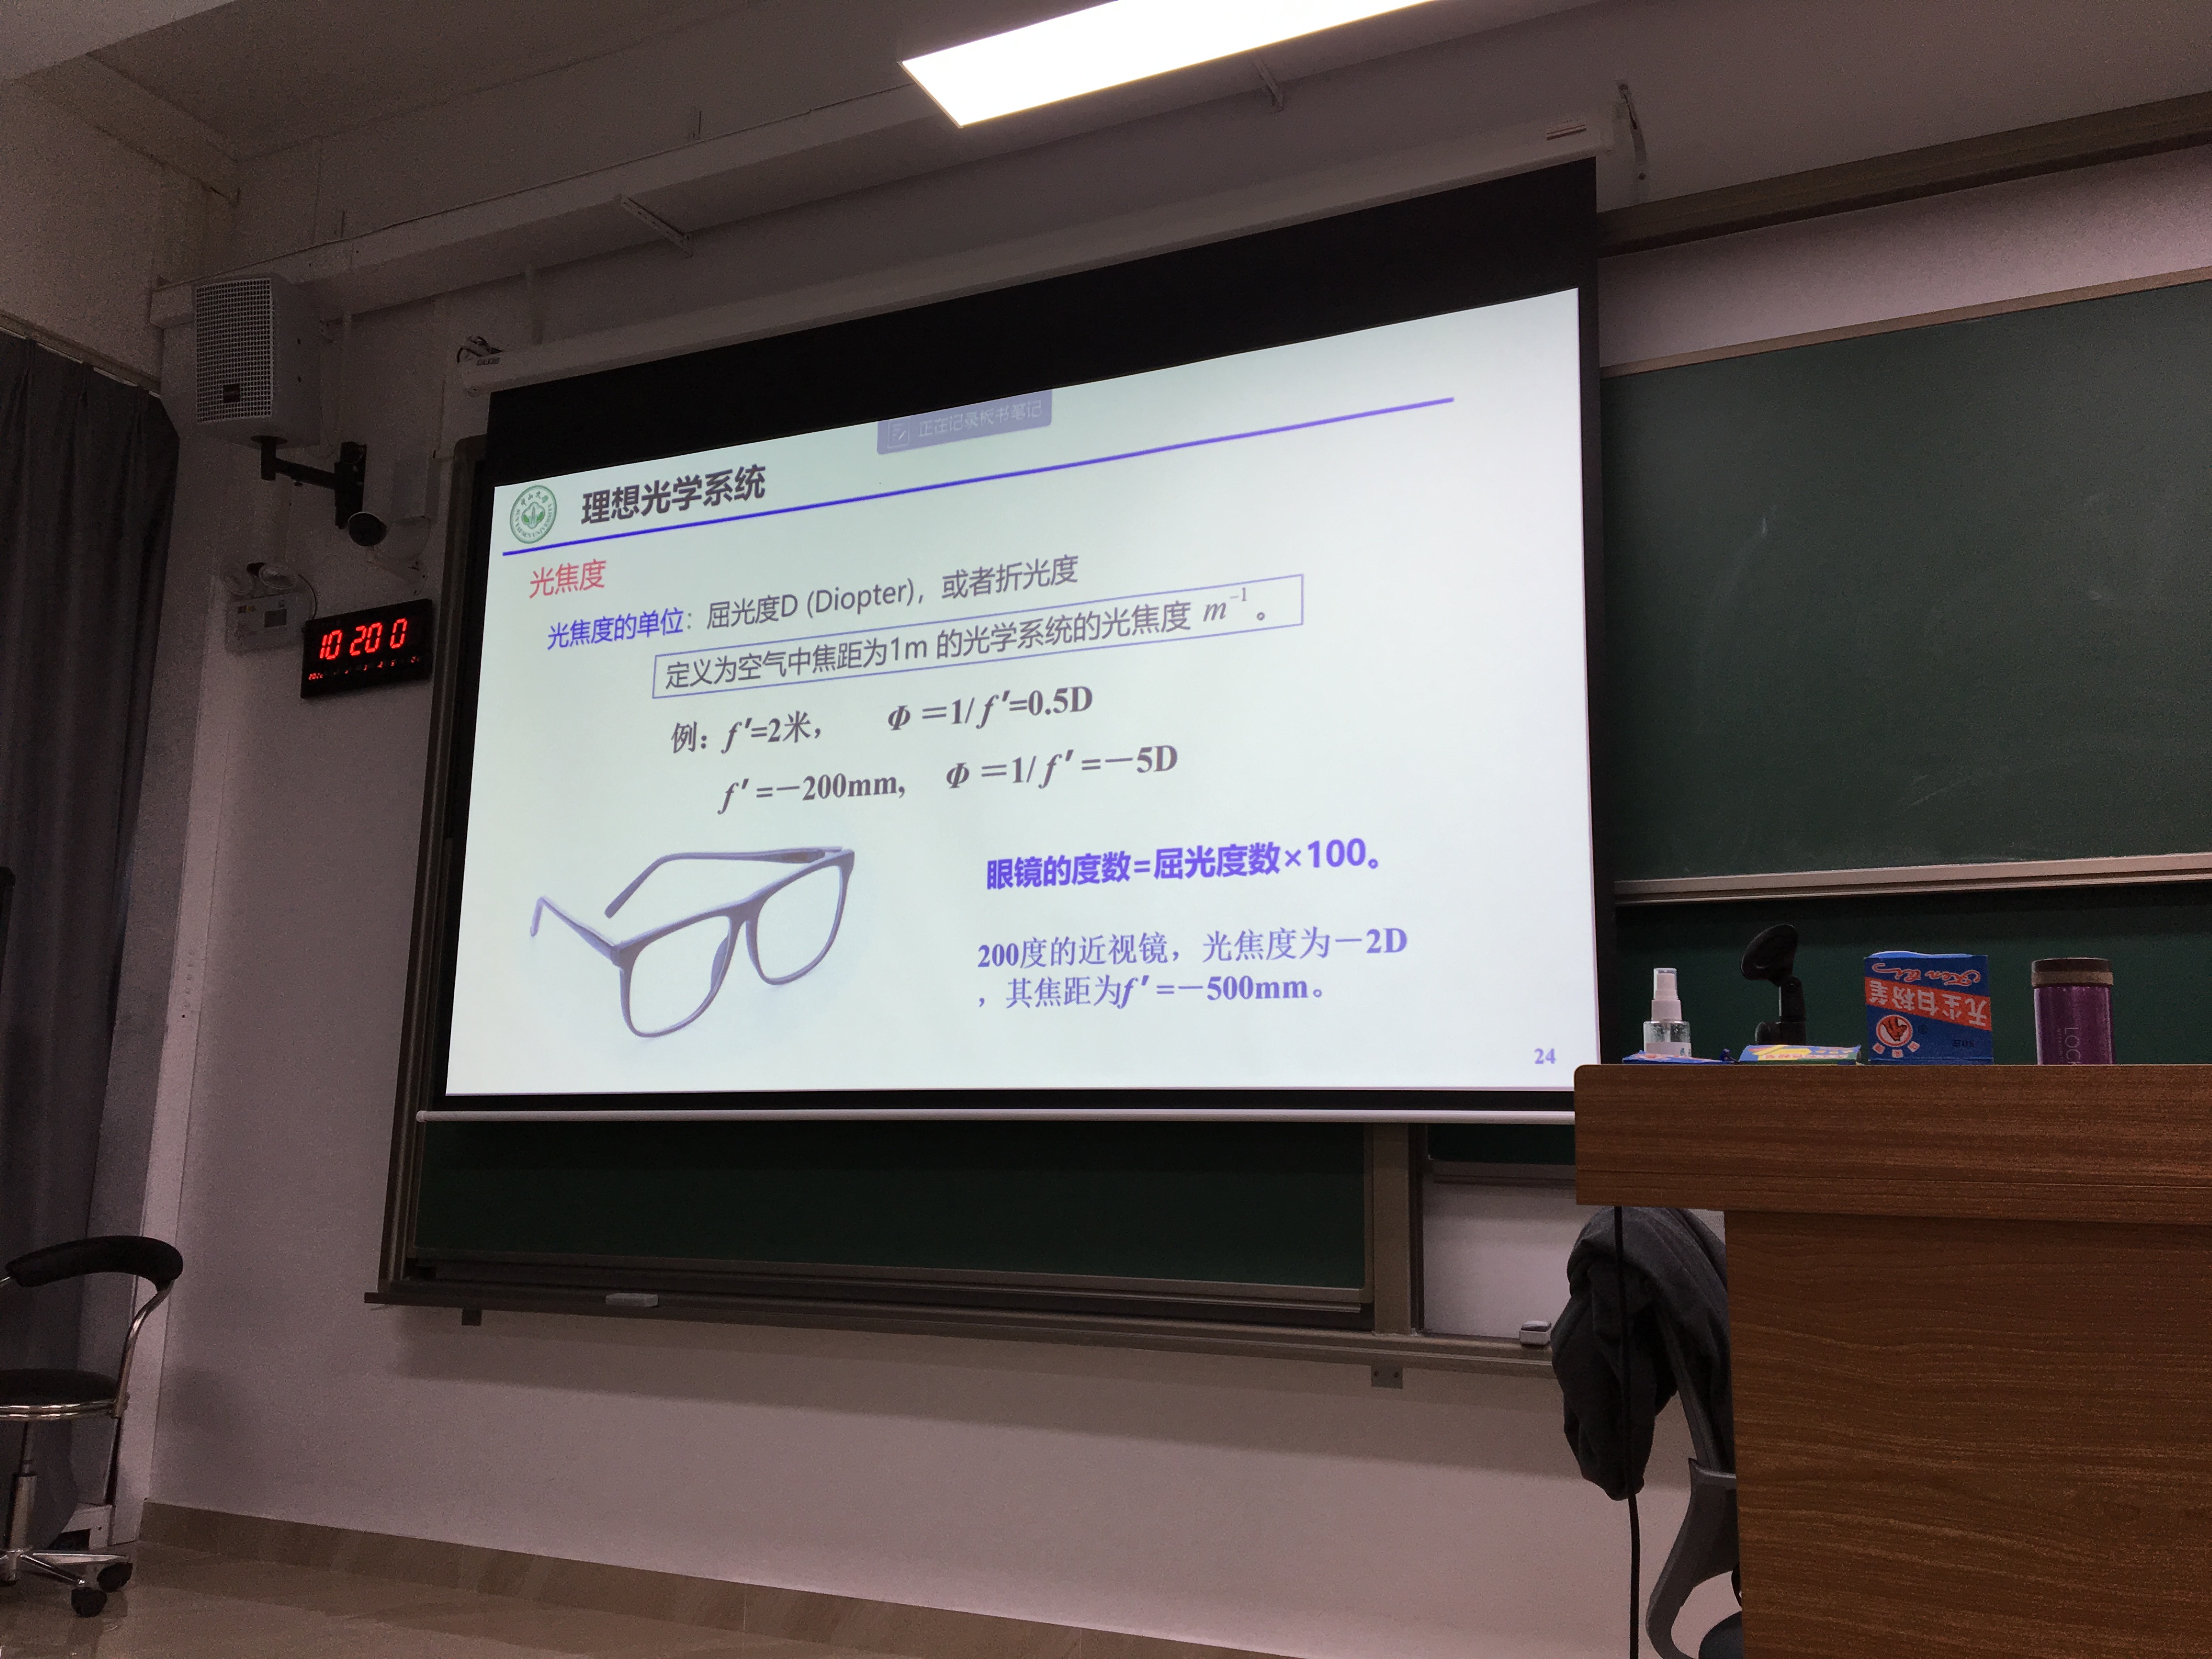 正在记录板书笔记
理想光学系统
光焦度
光焦度的单位：屈光度D (Diopter)，或者折光度
定义为空气中焦距为1m 的光学系统的光焦度 m⁻¹ 。
例：f′=2米， Φ＝1/f′=0.5D
f′=－200mm, Φ＝1/f′=－5D
眼镜的度数=屈光度数×100。
200度的近视镜，光焦度为－2D
，其焦距为f′=－500mm。
24
10 20 0
无尘白粉笔
LOCK